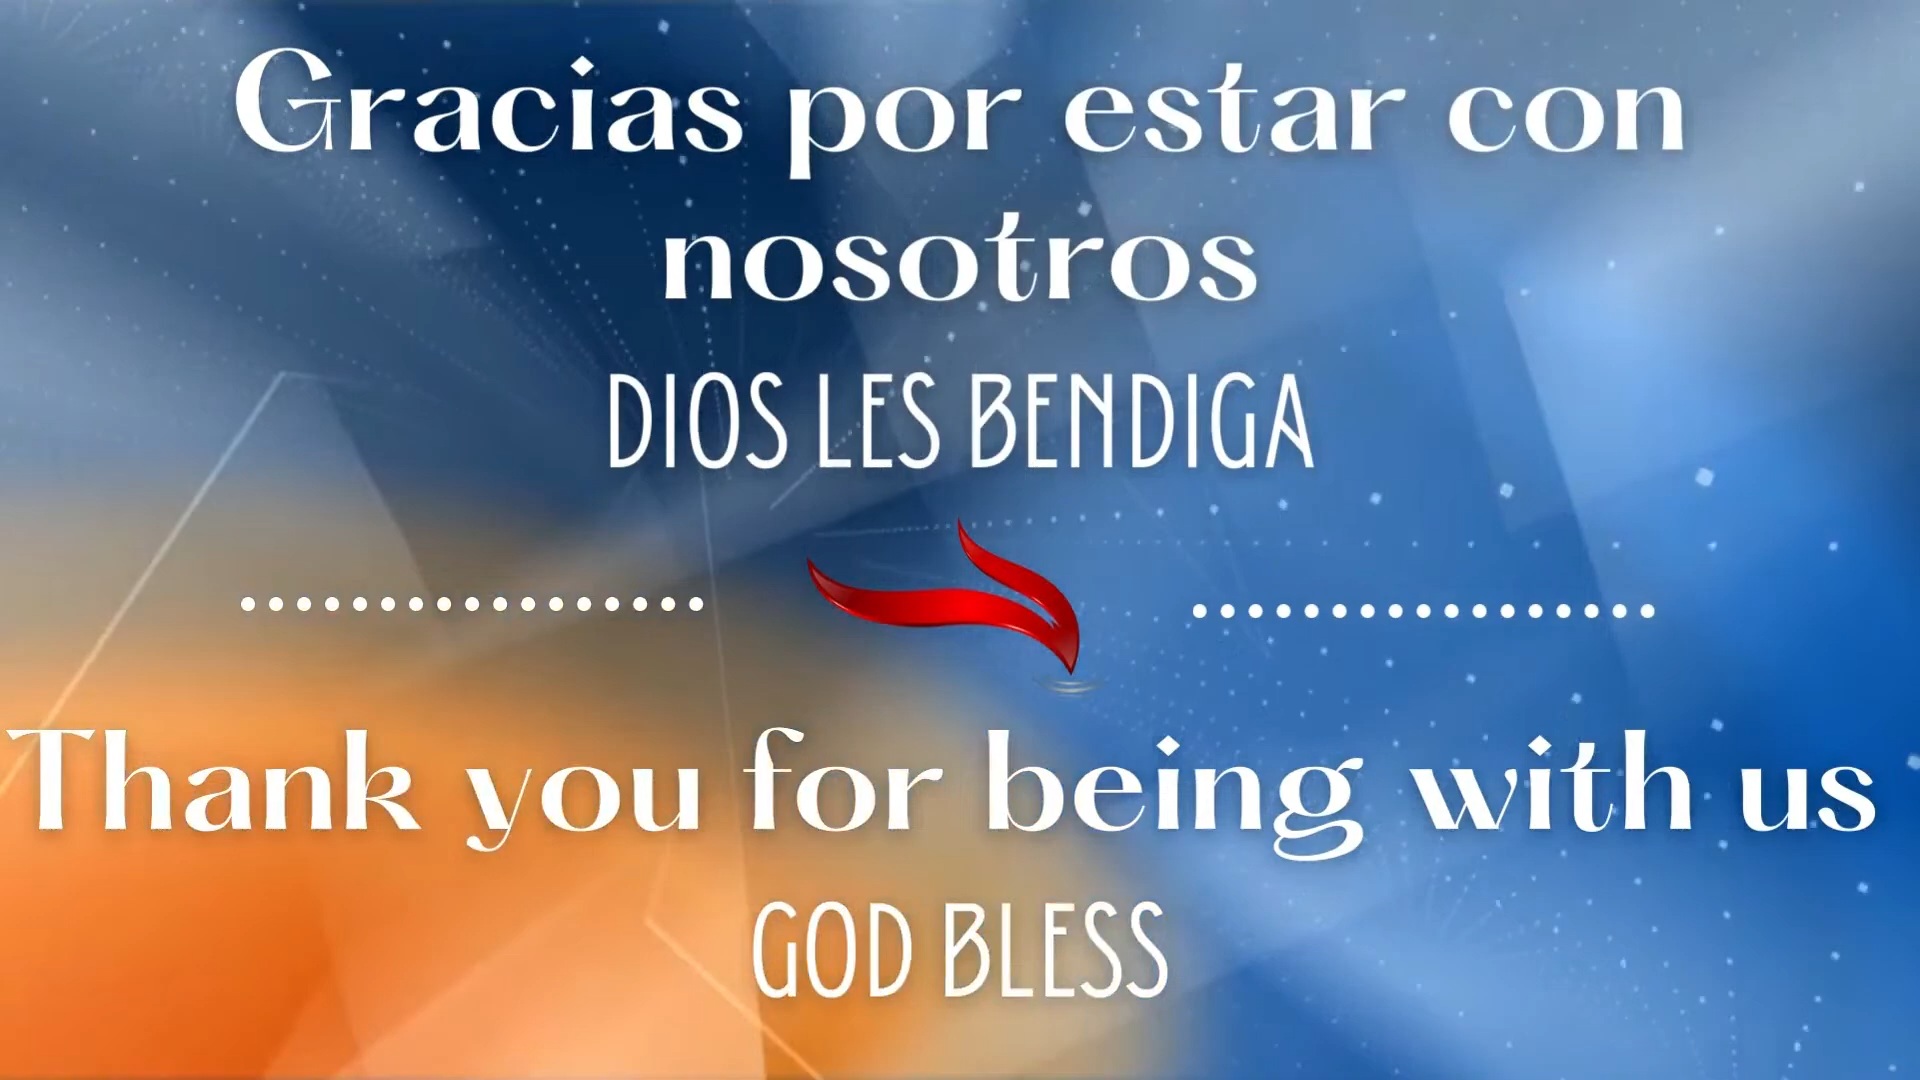 Gracias por estar con
nosotros
DIOS LES BENDIGA
Thank you for being with us
GOD BLESS